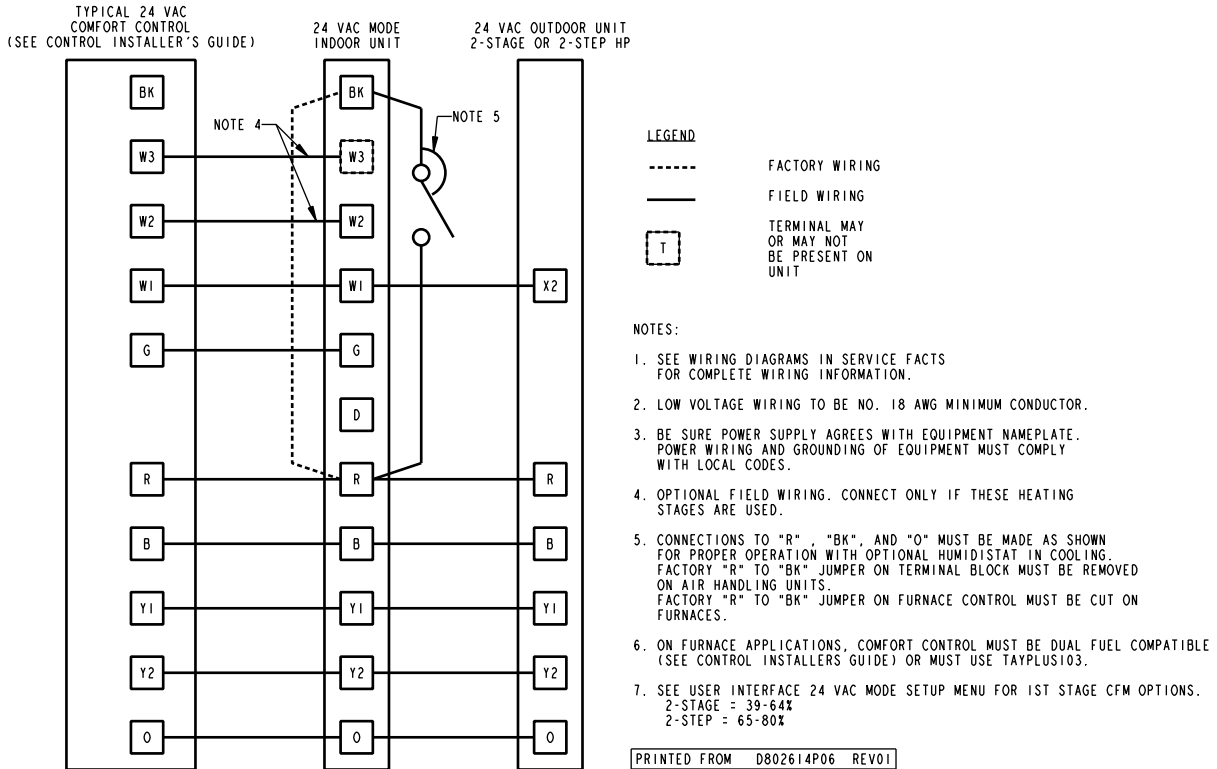 TYPICAL 24 VAC
COMFORT CONTROL
(SEE CONTROL INSTALLER'S GUIDE)
24 VAC MODE
INDOOR UNIT
24 VAC OUTDOOR UNIT
2-STAGE OR 2-STEP HP
BK BK
NOTE 4 NOTE 5
W3 W3
W2 W2
W1 W1 X2
G G
D
R R R
B B B
Y1 Y1 Y1
Y2 Y2 Y2
O O O
LEGEND
FACTORY WIRING
FIELD WIRING
T
TERMINAL MAY
OR MAY NOT
BE PRESENT ON
UNIT
NOTES:
1. SEE WIRING DIAGRAMS IN SERVICE FACTS
FOR COMPLETE WIRING INFORMATION.
2. LOW VOLTAGE WIRING TO BE NO. 18 AWG MINIMUM CONDUCTOR.
3. BE SURE POWER SUPPLY AGREES WITH EQUIPMENT NAMEPLATE.
POWER WIRING AND GROUNDING OF EQUIPMENT MUST COMPLY
WITH LOCAL CODES.
4. OPTIONAL FIELD WIRING. CONNECT ONLY IF THESE HEATING
STAGES ARE USED.
5. CONNECTIONS TO "R" , "BK", AND "O" MUST BE MADE AS SHOWN
FOR PROPER OPERATION WITH OPTIONAL HUMIDISTAT IN COOLING.
FACTORY "R" TO "BK" JUMPER ON TERMINAL BLOCK MUST BE REMOVED
ON AIR HANDLING UNITS.
FACTORY "R" TO "BK" JUMPER ON FURNACE CONTROL MUST BE CUT ON
FURNACES.
6. ON FURNACE APPLICATIONS, COMFORT CONTROL MUST BE DUAL FUEL COMPATIBLE
(SEE CONTROL INSTALLERS GUIDE) OR MUST USE TAYPLUS103.
7. SEE USER INTERFACE 24 VAC MODE SETUP MENU FOR 1ST STAGE CFM OPTIONS.
2-STAGE = 39-64%
2-STEP = 65-80%
PRINTED FROM D802614P06 REV01